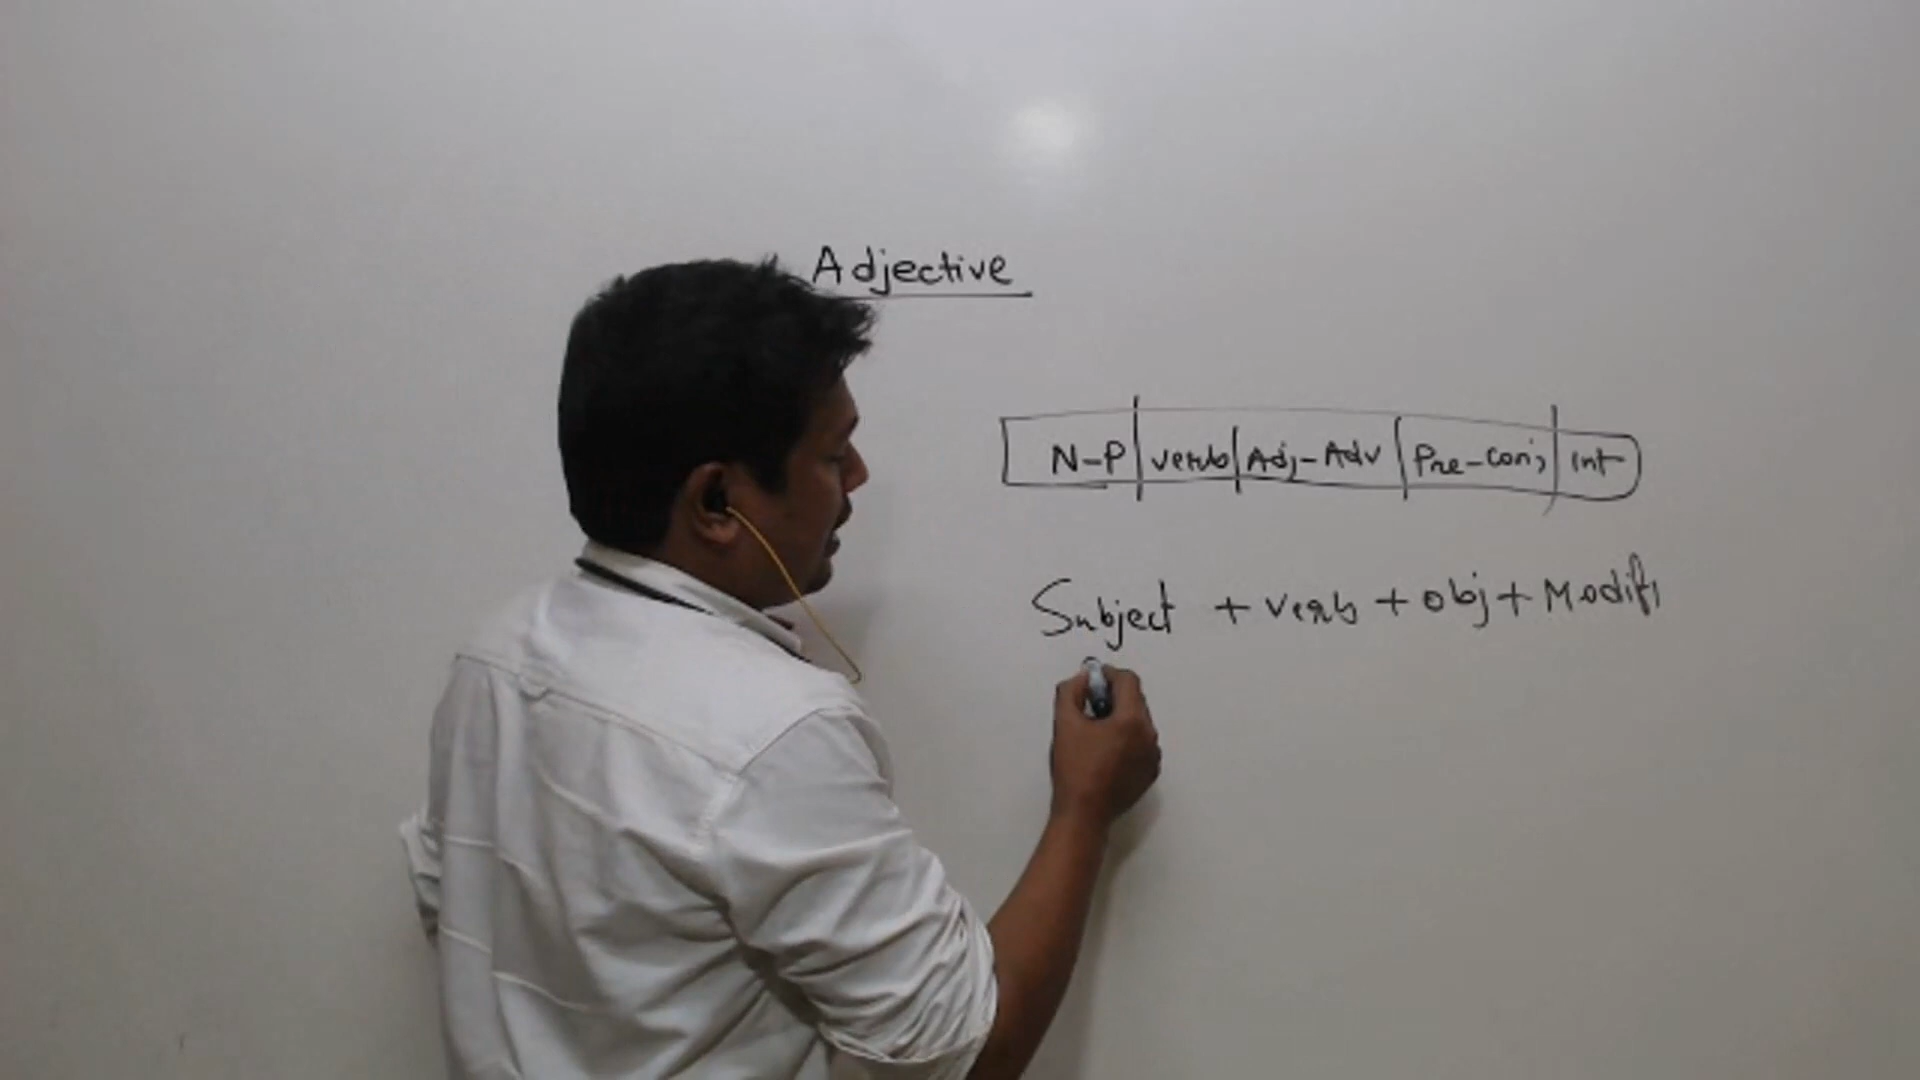 Adjective
N-P verb Adj-Adv Pre-Conj Int
Subject + verb + obj + Modifi